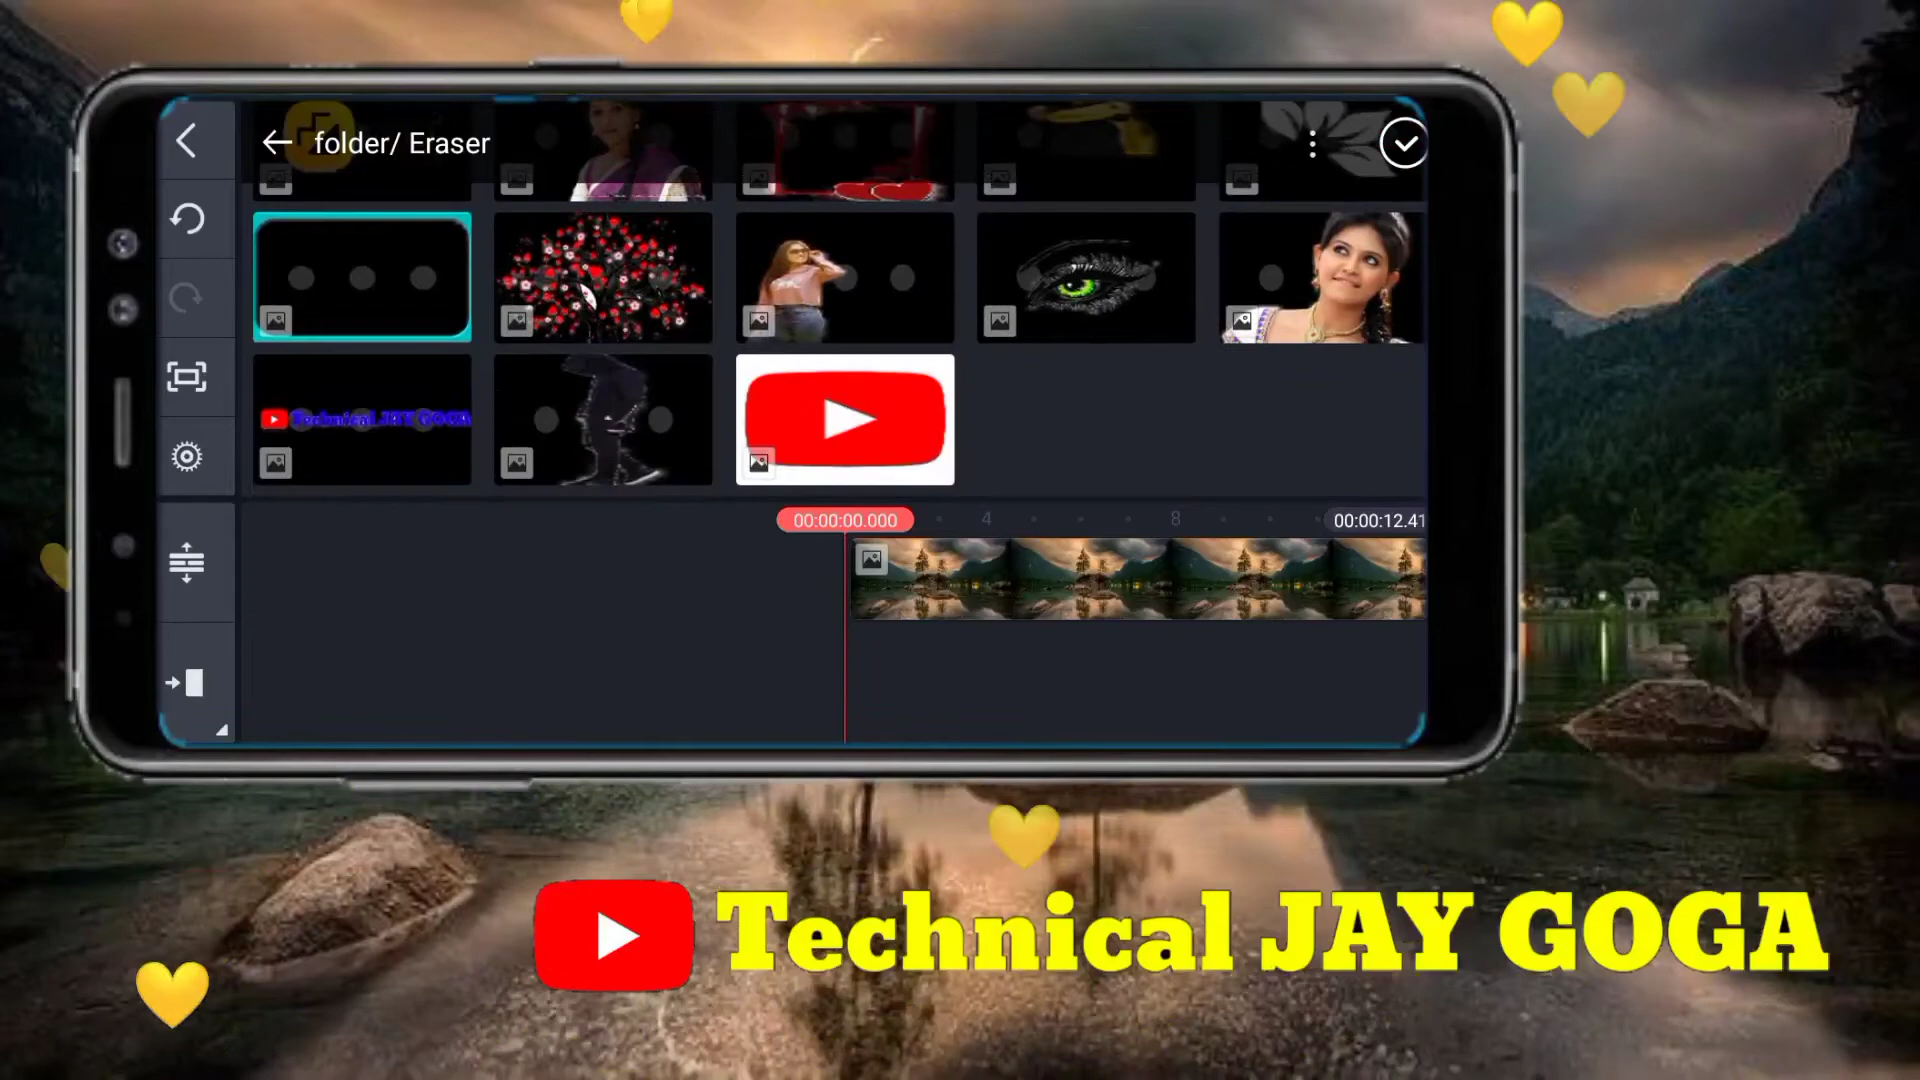 folder/ Eraser
Technical JAY GOGA
00:00:00.000
4
8
00:00:12.41
Technical JAY GOGA